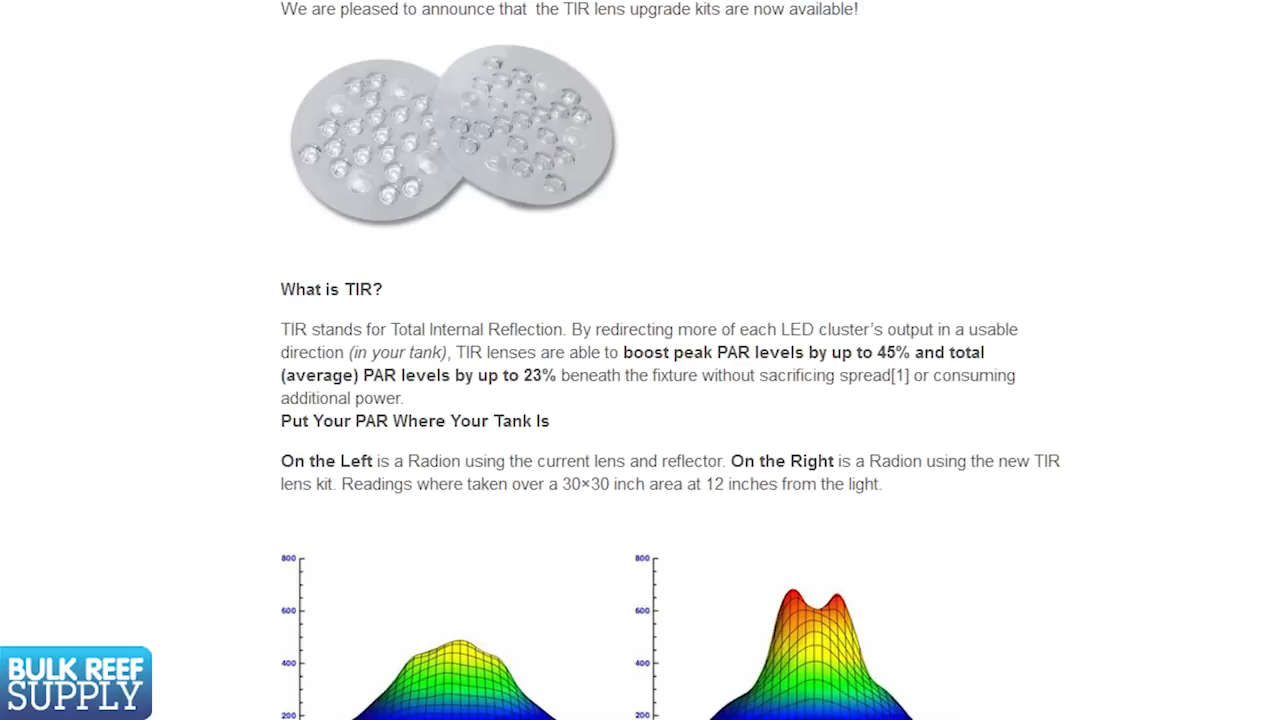 We are pleased to announce that the TIR lens upgrade kits are now available!
What is TIR?
TIR stands for Total Internal Reflection. By redirecting more of each LED cluster's output in a usable
direction (in your tank), TIR lenses are able to boost peak PAR levels by up to 45% and total
(average) PAR levels by up to 23% beneath the fixture without sacrificing spread[1] or consuming
additional power.
Put Your PAR Where Your Tank Is
On the Left is a Radion using the current lens and reflector. On the Right is a Radion using the new TIR
lens kit. Readings where taken over a 30×30 inch area at 12 inches from the light.
800
600
400
200
800
600
400
200
BULK REEF
SUPPLY